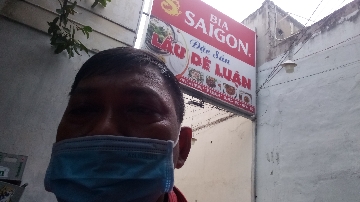 BIA
SAIGON.
Đặc Sản
LẨU DÊ LUẬN